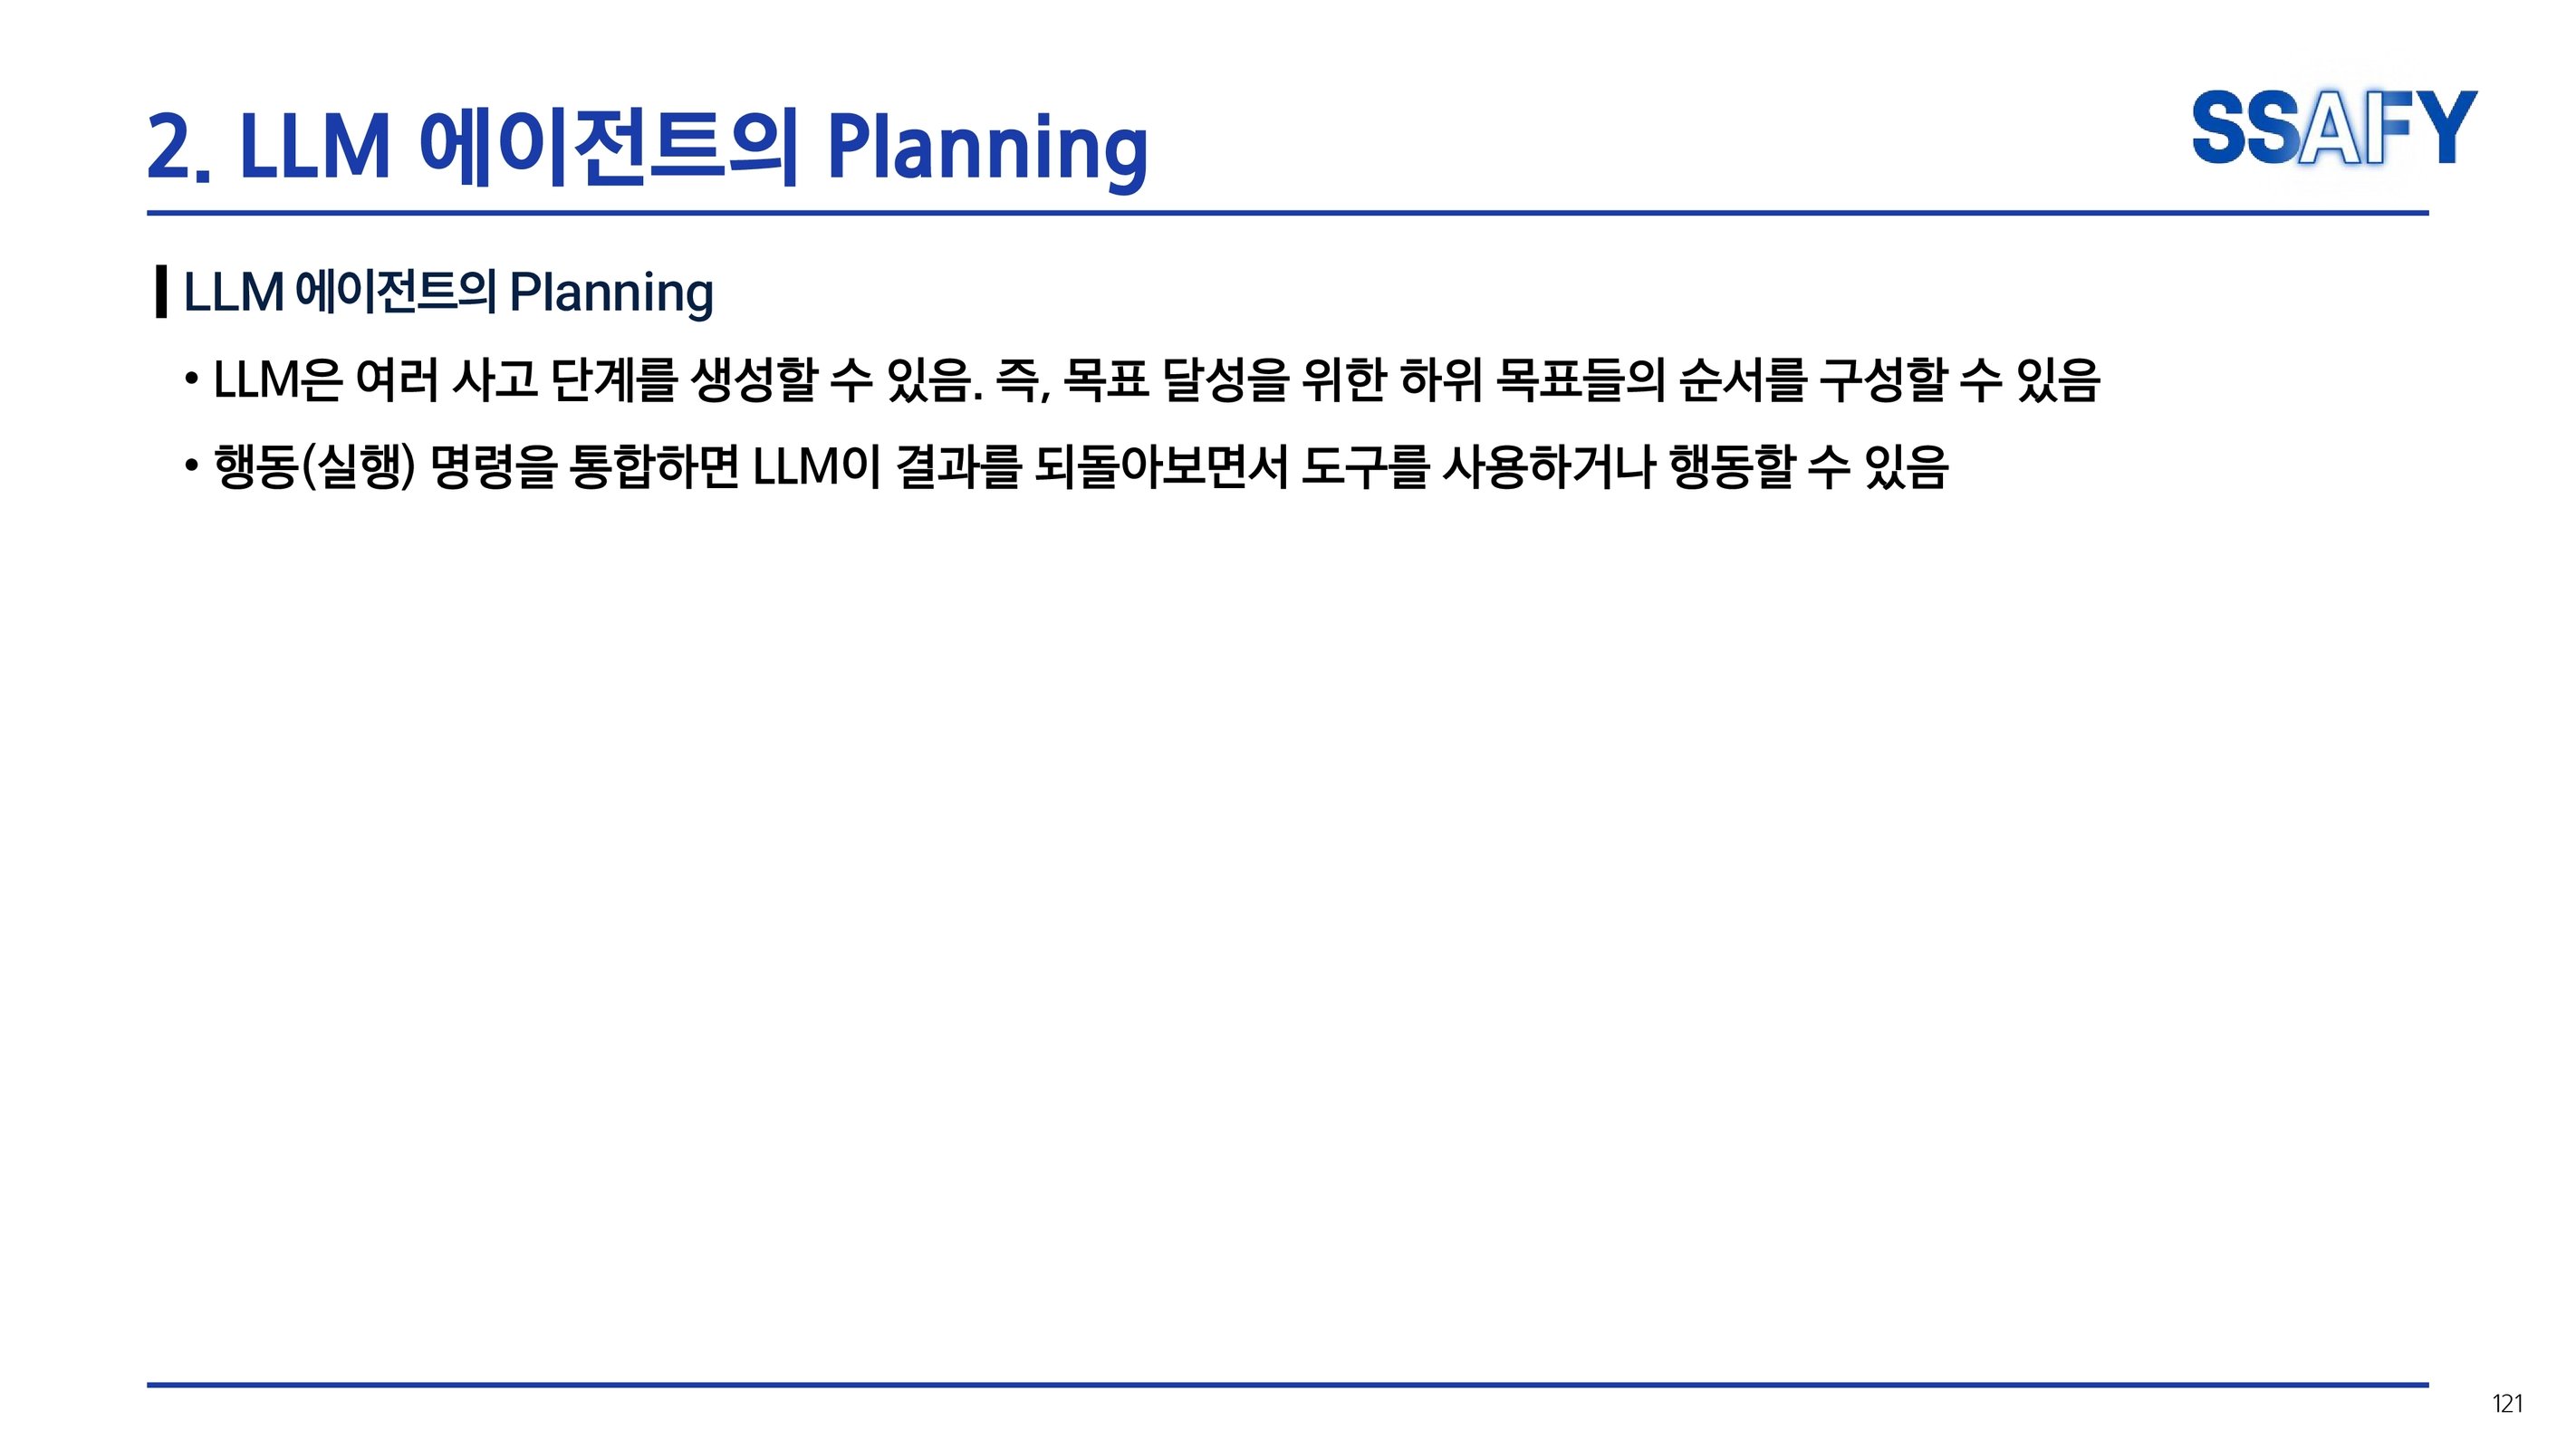 2. LLM 에이전트의 Planning
SSAFY
LLM 에이전트의 Planning
• LLM은 여러 사고 단계를 생성할 수 있음. 즉, 목표 달성을 위한 하위 목표들의 순서를 구성할 수 있음
• 행동(실행) 명령을 통합하면 LLM이 결과를 되돌아보면서 도구를 사용하거나 행동할 수 있음
121